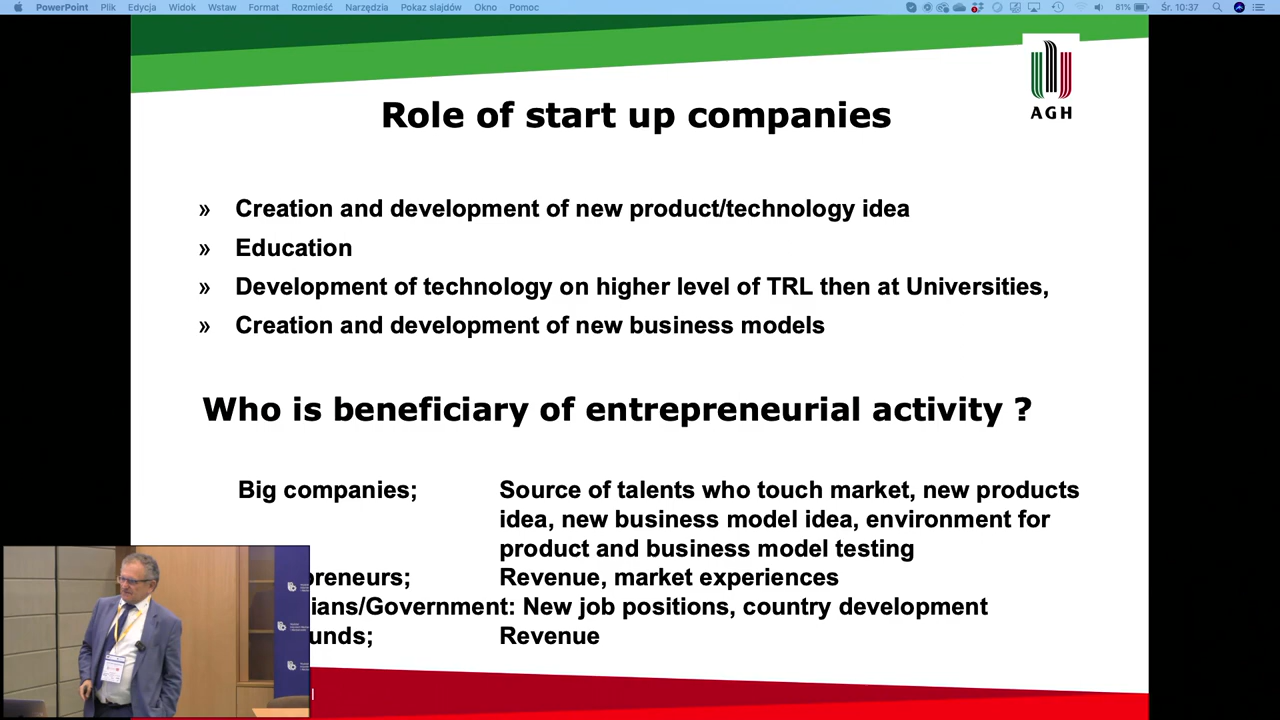 PowerPoint Plik Edycja Widok Wstaw Format Rozmieść Narzędzia Pokaz slajdów Okno Pomoc 81% Śr. 10:37
AGH
Role of start up companies
» Creation and development of new product/technology idea
» Education
» Development of technology on higher level of TRL then at Universities,
» Creation and development of new business models
Who is beneficiary of entrepreneurial activity ?
Big companies; Source of talents who touch market, new products
idea, new business model idea, environment for
product and business model testing
preneurs; Revenue, market experiences
ians/Government: New job positions, country development
unds; Revenue